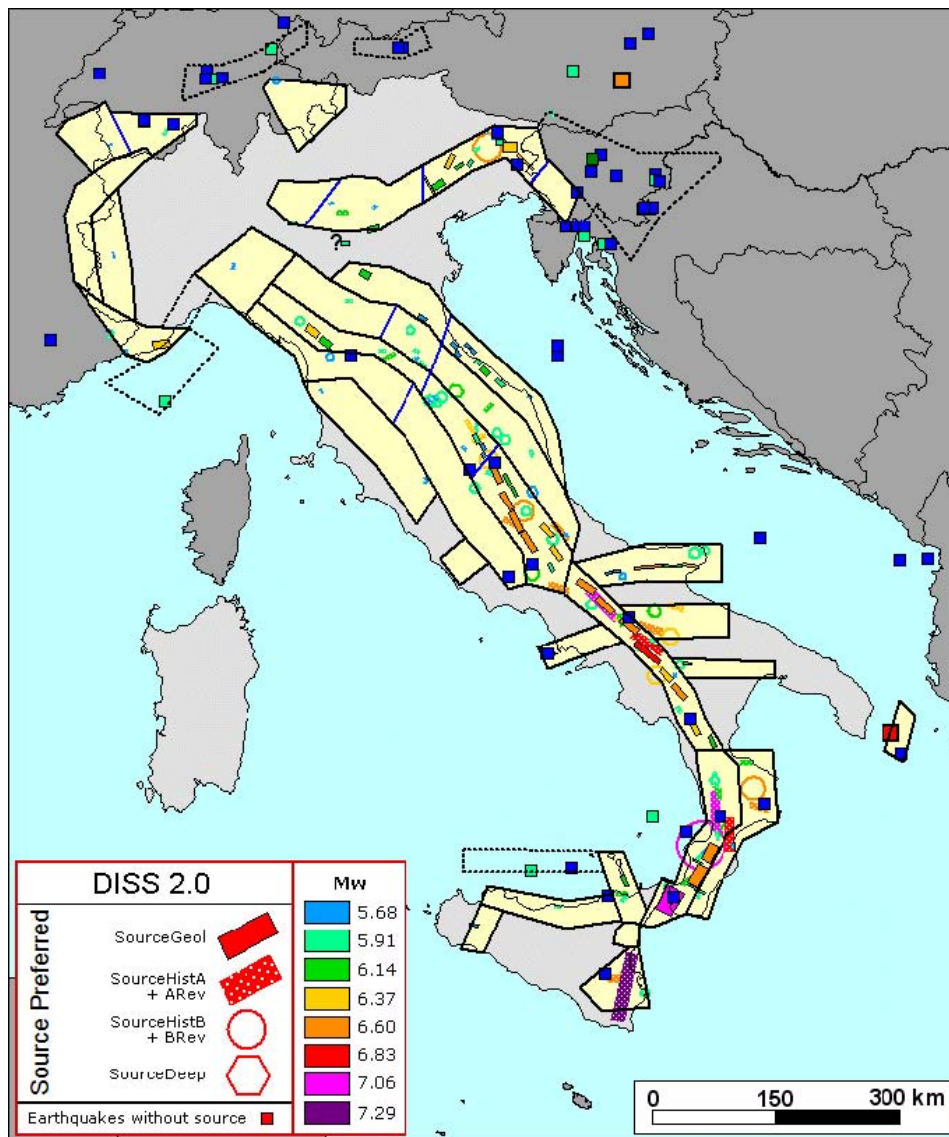 ?
DISS 2.0
Source Preferred
SourceGeol
SourceHistA
+ ARev
SourceHistB
+ BRev
SourceDeep
Earthquakes without source
Mw
5.68
5.91
6.14
6.37
6.60
6.83
7.06
7.29
0 150 300 km